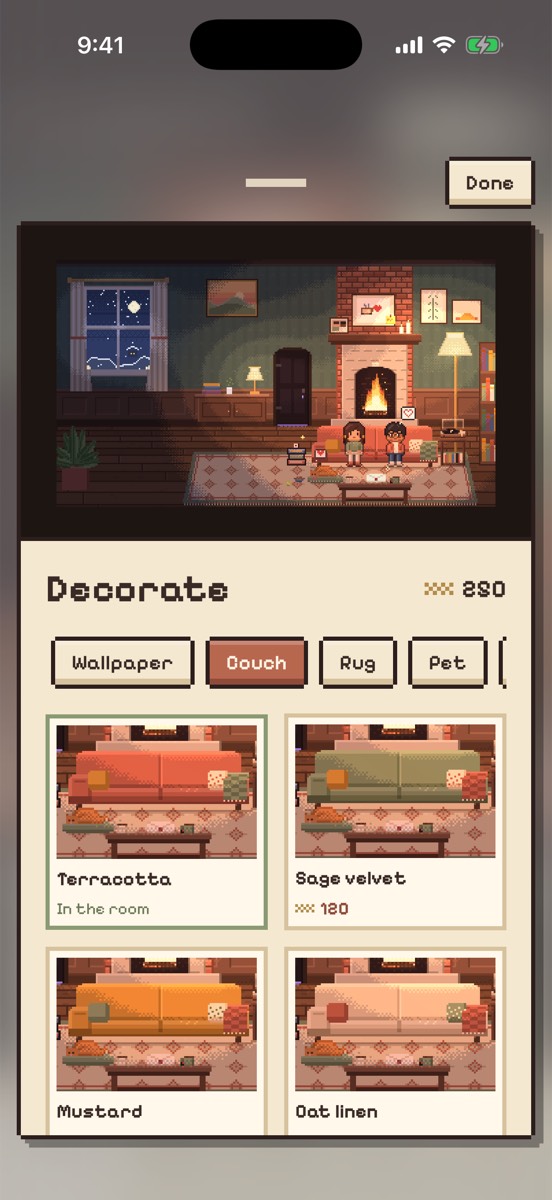 9:41
Done
Decorate
280
Wallpaper
Couch
Rug
Pet
Terracotta
In the room
Sage velvet
180
Mustard
Oat linen